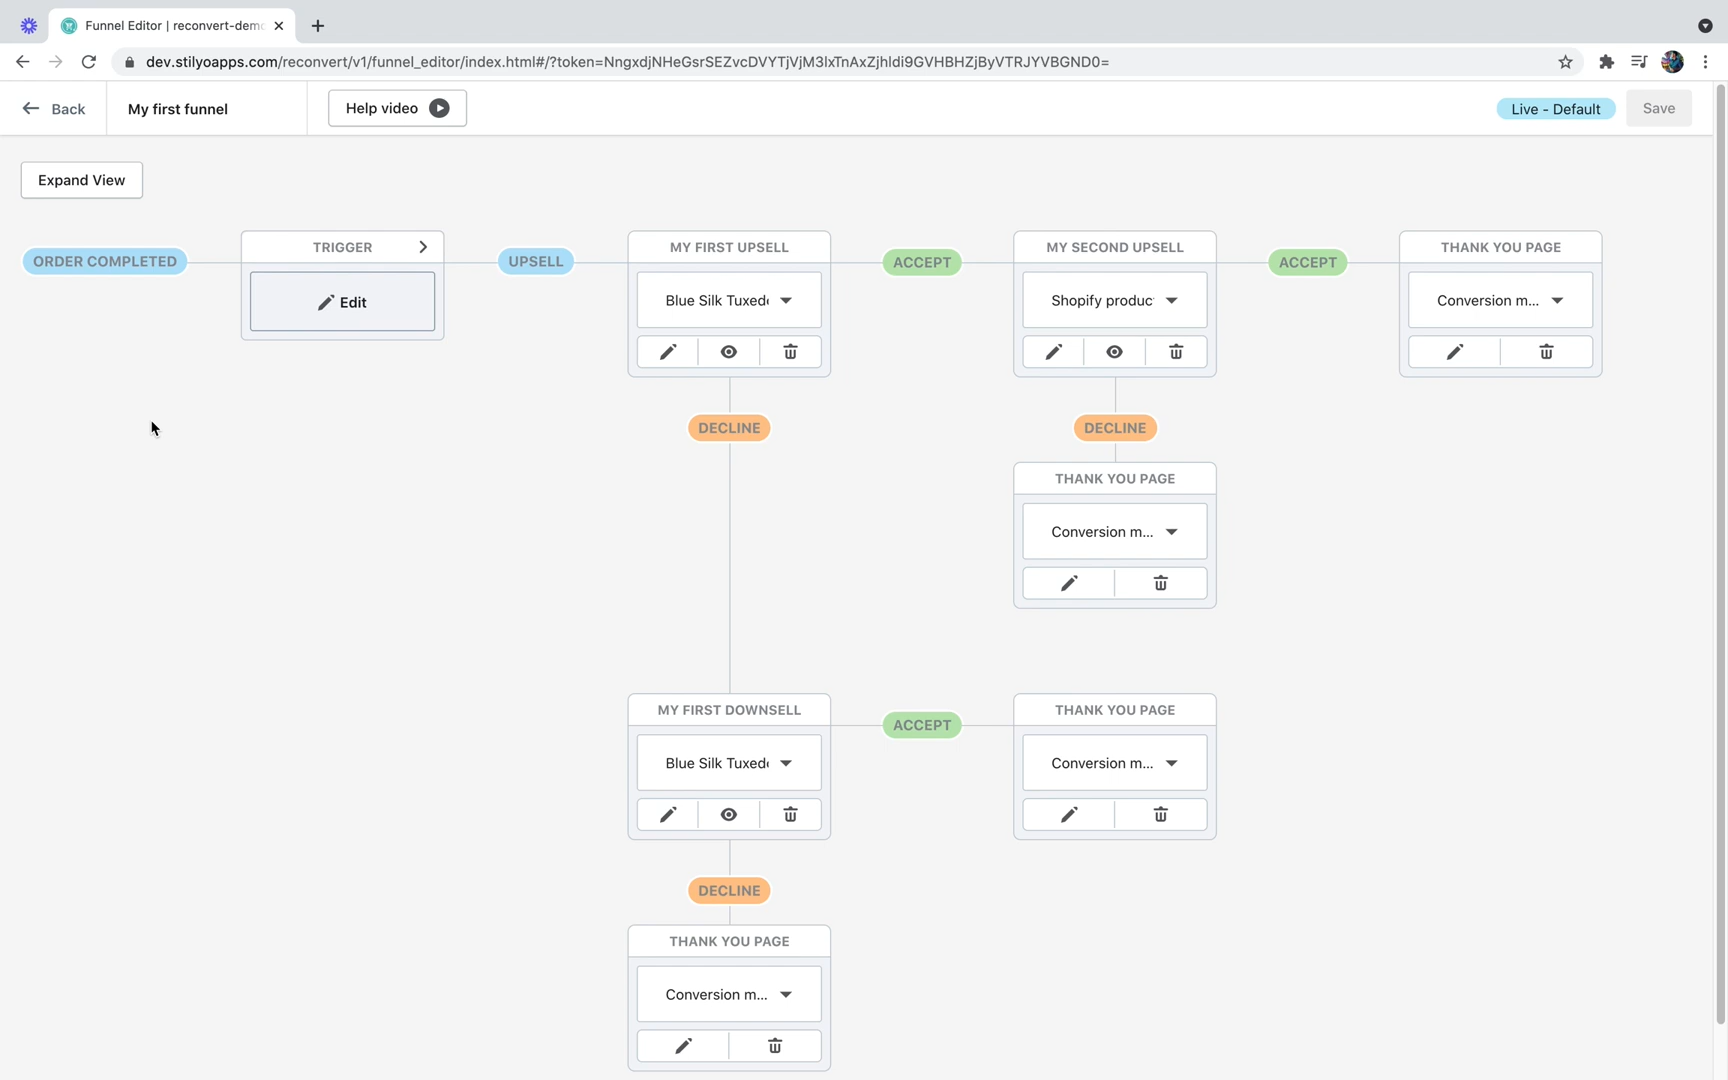 Funnel Editor | reconvert-demo
dev.stilyoapps.com/reconvert/v1/funnel_editor/index.html#/?token=NngxdjNHeGsrSEZvcDVYTjVjM3lxTnAxZjhldi9GVHBHZjByVTRJYVBGND0=
Back
My first funnel
Help video
Live - Default
Save
Expand View
ORDER COMPLETED
TRIGGER
Edit
UPSELL
MY FIRST UPSELL
Blue Silk Tuxed
ACCEPT
MY SECOND UPSELL
Shopify produc
ACCEPT
THANK YOU PAGE
Conversion m...
DECLINE
DECLINE
THANK YOU PAGE
Conversion m...
MY FIRST DOWNSELL
Blue Silk Tuxed
ACCEPT
THANK YOU PAGE
Conversion m...
DECLINE
THANK YOU PAGE
Conversion m...